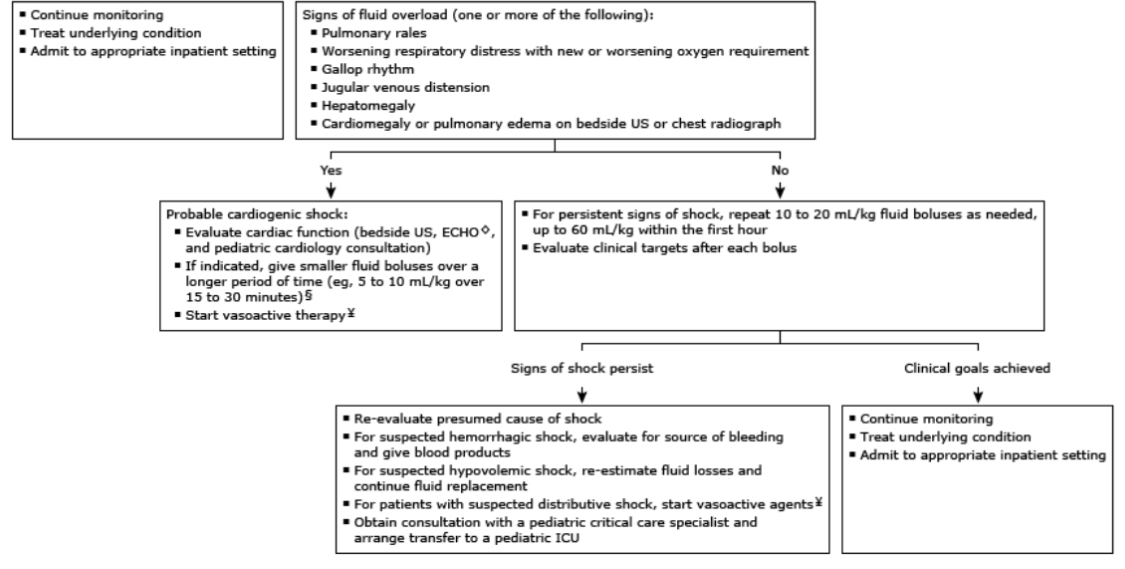 ▪ Continue monitoring
▪ Treat underlying condition
▪ Admit to appropriate inpatient setting
Signs of fluid overload (one or more of the following):
▪ Pulmonary rales
▪ Worsening respiratory distress with new or worsening oxygen requirement
▪ Gallop rhythm
▪ Jugular venous distension
▪ Hepatomegaly
▪ Cardiomegaly or pulmonary edema on bedside US or chest radiograph
Yes
No
Probable cardiogenic shock:
▪ Evaluate cardiac function (bedside US, ECHO◇,
and pediatric cardiology consultation)
▪ If indicated, give smaller fluid boluses over a
longer period of time (eg, 5 to 10 mL/kg over
15 to 30 minutes)§
▪ Start vasoactive therapy¥
▪ For persistent signs of shock, repeat 10 to 20 mL/kg fluid boluses as needed,
up to 60 mL/kg within the first hour
▪ Evaluate clinical targets after each bolus
Signs of shock persist
Clinical goals achieved
▪ Re-evaluate presumed cause of shock
▪ For suspected hemorrhagic shock, evaluate for source of bleeding
and give blood products
▪ For suspected hypovolemic shock, re-estimate fluid losses and
continue fluid replacement
▪ For patients with suspected distributive shock, start vasoactive agents¥
▪ Obtain consultation with a pediatric critical care specialist and
arrange transfer to a pediatric ICU
▪ Continue monitoring
▪ Treat underlying condition
▪ Admit to appropriate inpatient setting